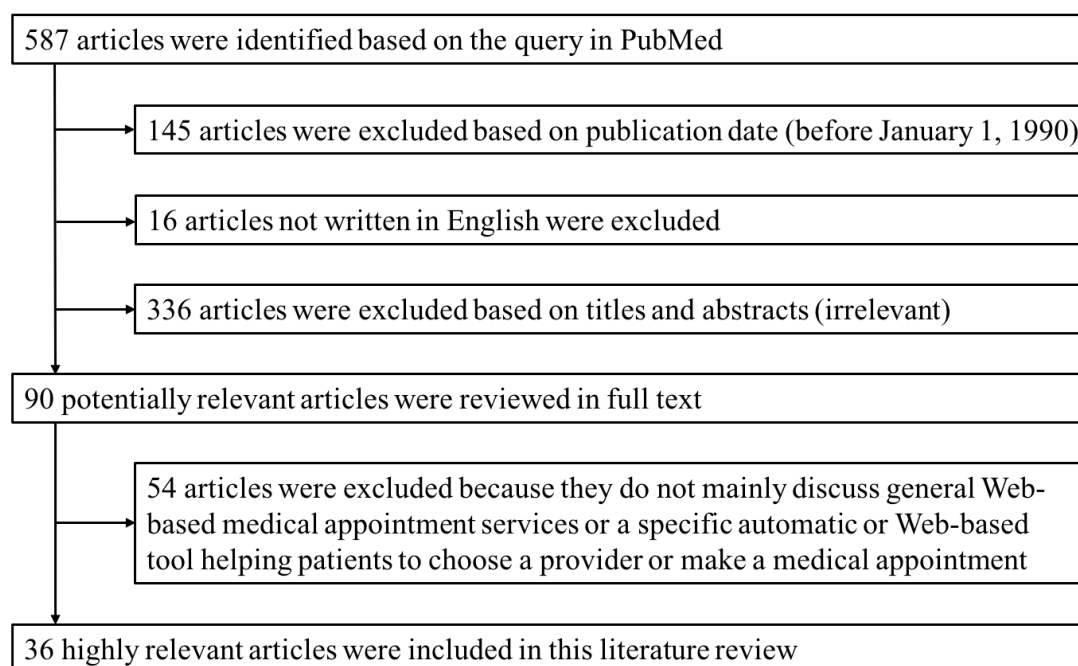 587 articles were identified based on the query in PubMed
145 articles were excluded based on publication date (before January 1, 1990)
16 articles not written in English were excluded
336 articles were excluded based on titles and abstracts (irrelevant)
90 potentially relevant articles were reviewed in full text
54 articles were excluded because they do not mainly discuss general Web-
based medical appointment services or a specific automatic or Web-based
tool helping patients to choose a provider or make a medical appointment
36 highly relevant articles were included in this literature review